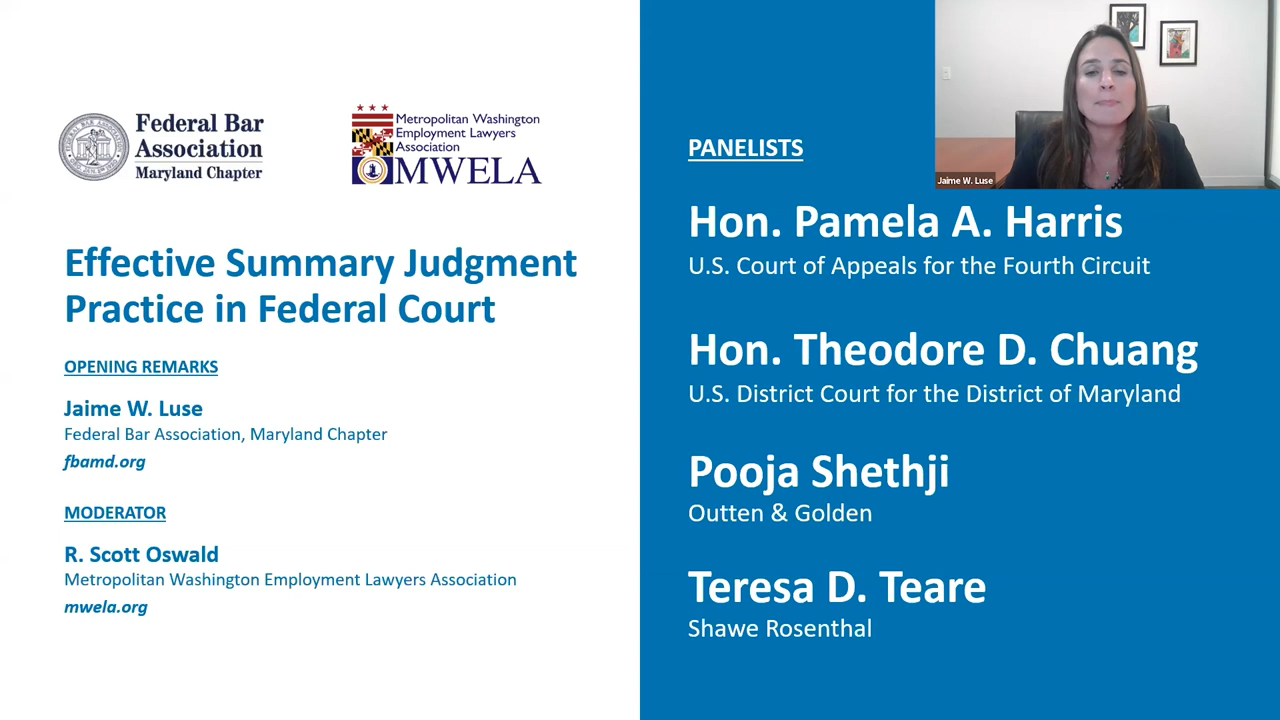 Federal Bar
Association
Maryland Chapter
Metropolitan Washington
Employment Lawyers
Association
MWELA
Effective Summary Judgment
Practice in Federal Court
OPENING REMARKS
Jaime W. Luse
Federal Bar Association, Maryland Chapter
fbamd.org
MODERATOR
R. Scott Oswald
Metropolitan Washington Employment Lawyers Association
mwela.org
PANELISTS
Hon. Pamela A. Harris
U.S. Court of Appeals for the Fourth Circuit
Hon. Theodore D. Chuang
U.S. District Court for the District of Maryland
Pooja Shethji
Outten & Golden
Teresa D. Teare
Shawe Rosenthal
Jaime W. Luse